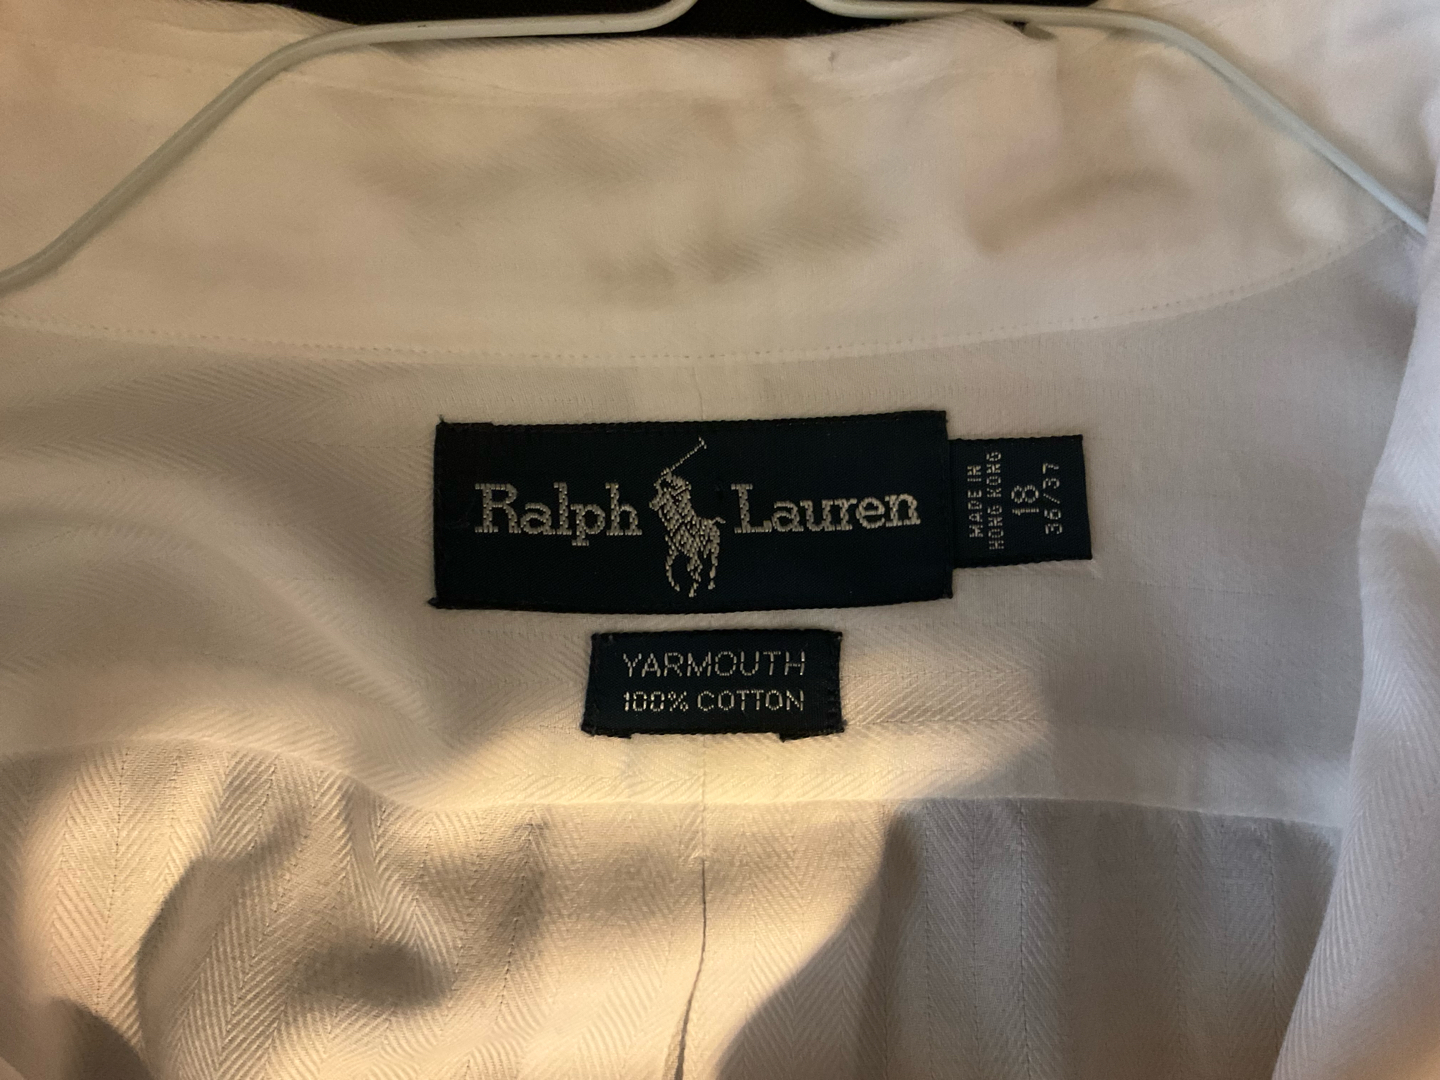 Ralph Lauren
MADE IN
HONG KONG
18
36/37
YARMOUTH
100% COTTON